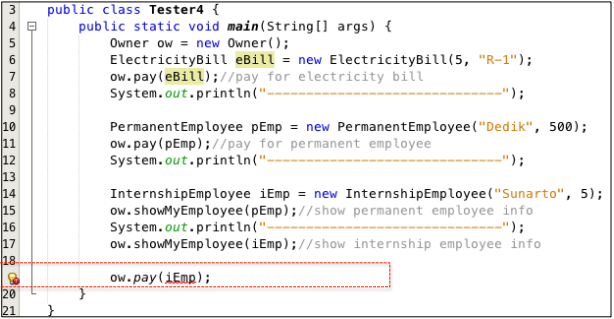 3 public class Tester4 {
4 public static void main(String[] args) {
5 Owner ow = new Owner();
6 ElectricityBill eBill = new ElectricityBill(5, "R-1");
7 ow.pay(eBill);//pay for electricity bill
8 System.out.println("-------------------------------");
9
10 PermanentEmployee pEmp = new PermanentEmployee("Dedik", 500);
11 ow.pay(pEmp);//pay for permanent employee
12 System.out.println("-------------------------------");
13
14 InternshipEmployee iEmp = new InternshipEmployee("Sunarto", 5);
15 ow.showMyEmployee(pEmp);//show permanent employee info
16 System.out.println("-------------------------------");
17 ow.showMyEmployee(iEmp);//show internship employee info
18
ow.pay(iEmp);
20 }
21 }